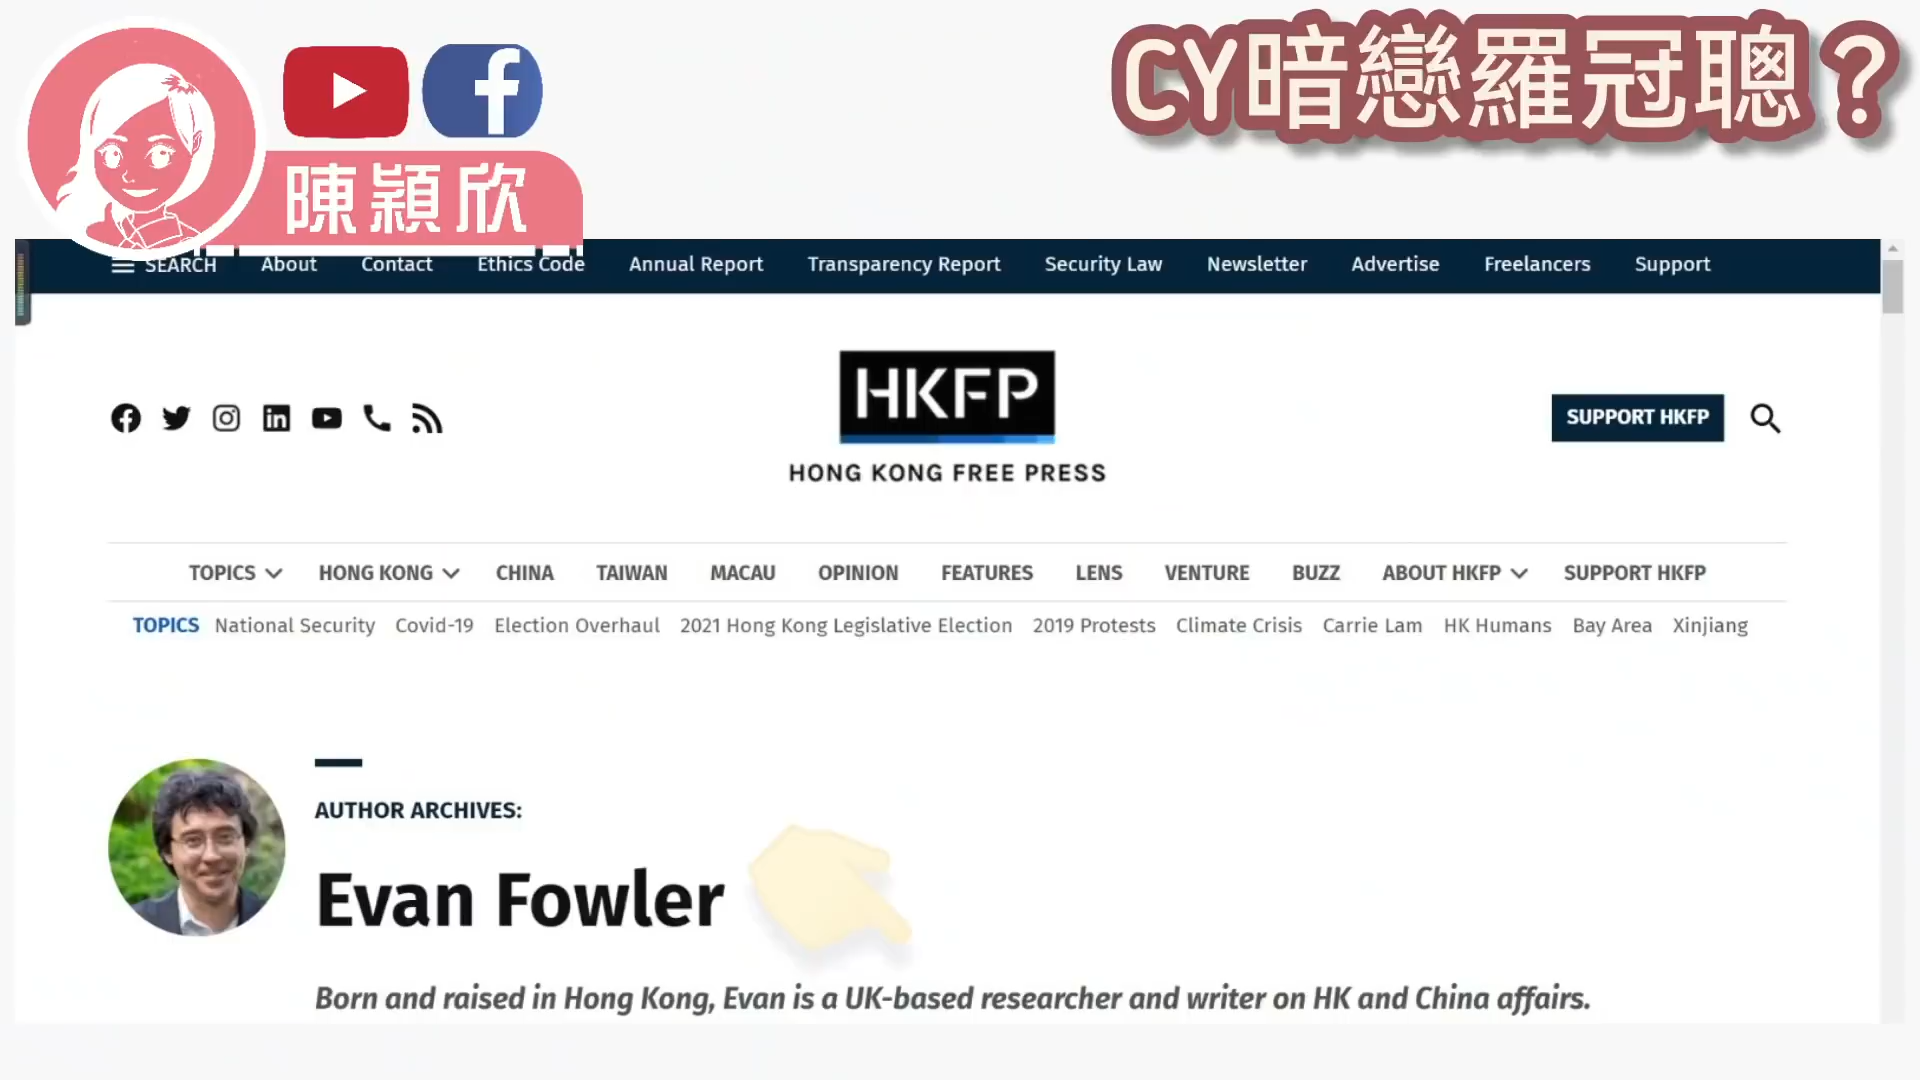 CY暗戀羅冠聰？
陳穎欣
SEARCH About Contact Ethics Code Annual Report Transparency Report Security Law Newsletter Advertise Freelancers Support
HKFP
HONG KONG FREE PRESS
SUPPORT HKFP
TOPICS HONG KONG CHINA TAIWAN MACAU OPINION FEATURES LENS VENTURE BUZZ ABOUT HKFP SUPPORT HKFP
TOPICS National Security Covid-19 Election Overhaul 2021 Hong Kong Legislative Election 2019 Protests Climate Crisis Carrie Lam HK Humans Bay Area Xinjiang
AUTHOR ARCHIVES:
Evan Fowler
Born and raised in Hong Kong, Evan is a UK-based researcher and writer on HK and China affairs.